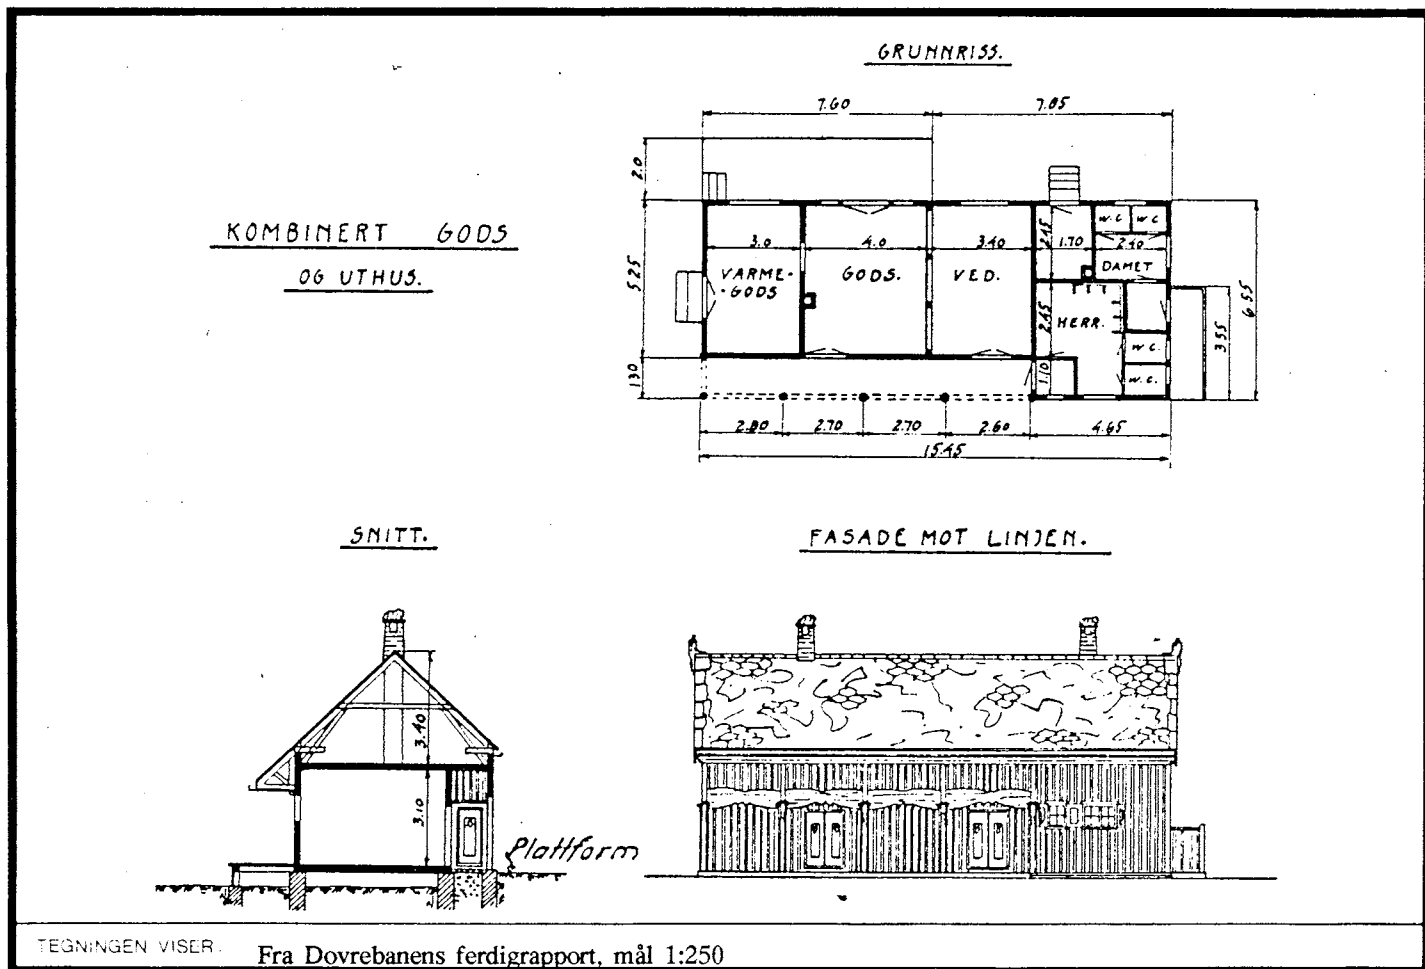 GRUNNRISS.
7.60 7.85
2.0
KOMBINERT GODS
OG UTHUS.
5.25
1.30
3.0 4.0 3.40 2.45 1.70 2.40
W.C. W.C.
VARME-
-GODS
GODS.
VED.
DAMET
HERR.
2.65
1.10
W.C.
W.C.
3.55
6.55
2.80 2.70 2.70 2.60 4.65
15.45
SNITT.
FASADE MOT LINJEN.
3.40
3.10
Plattform
TEGNINGEN VISER:
Fra Dovrebanens ferdigrapport, mål 1:250